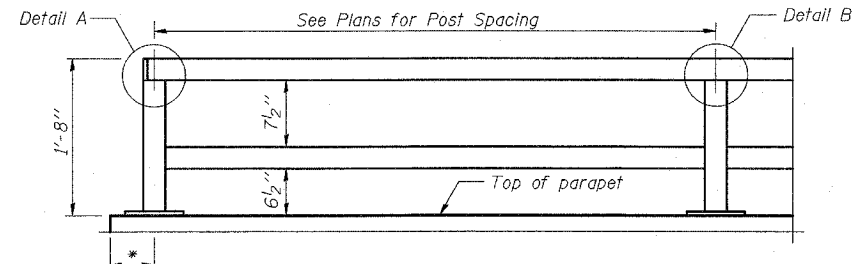 Detail A
See Plans for Post Spacing
Detail B
1'-8"
7½"
6½"
Top of parapet
*